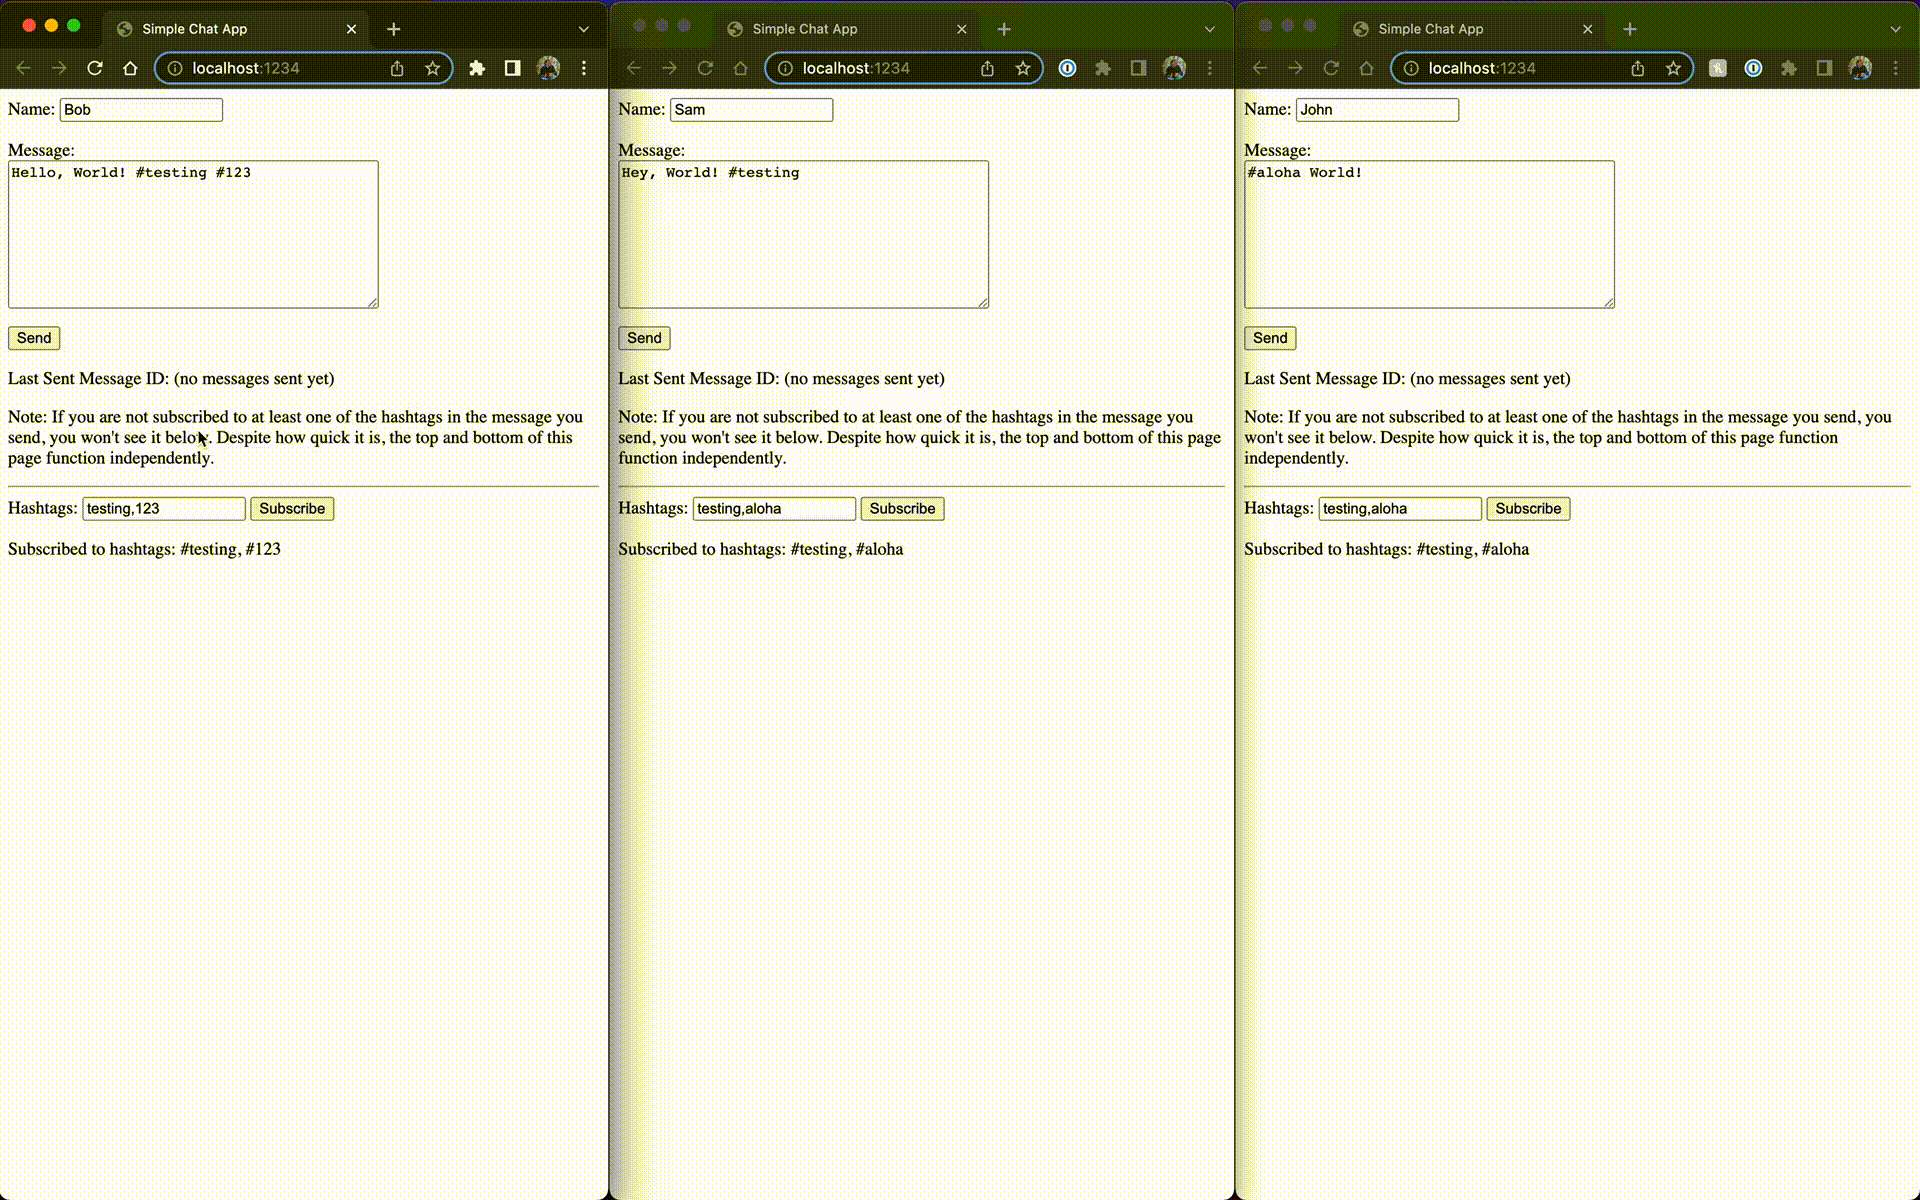 Simple Chat App
localhost:1234
Name: Bob
Message:
Hello, World! #testing #123
Send
Last Sent Message ID: (no messages sent yet)
Note: If you are not subscribed to at least one of the hashtags in the message you
send, you won't see it below. Despite how quick it is, the top and bottom of this
page function independently.
Hashtags: testing,123 Subscribe
Subscribed to hashtags: #testing, #123
Simple Chat App
localhost:1234
Name: Sam
Message:
Hey, World! #testing
Send
Last Sent Message ID: (no messages sent yet)
Note: If you are not subscribed to at least one of the hashtags in the message you
send, you won't see it below. Despite how quick it is, the top and bottom of this page
function independently.
Hashtags: testing,aloha Subscribe
Subscribed to hashtags: #testing, #aloha
Simple Chat App
localhost:1234
Name: John
Message:
#aloha World!
Send
Last Sent Message ID: (no messages sent yet)
Note: If you are not subscribed to at least one of the hashtags in the message you send, you
won't see it below. Despite how quick it is, the top and bottom of this page function
independently.
Hashtags: testing,aloha Subscribe
Subscribed to hashtags: #testing, #aloha